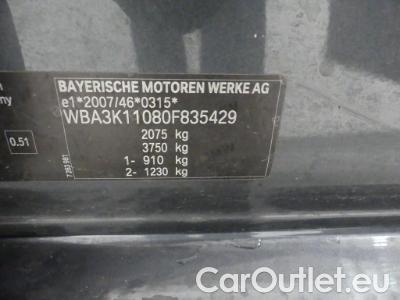 BAYERISCHE MOTOREN WERKE AG
e1*2007/46*0315*
WBA3K11080F835429
2075 kg
3750 kg
1- 910 kg
2- 1230 kg
ny
0.51
CarOutlet.eu